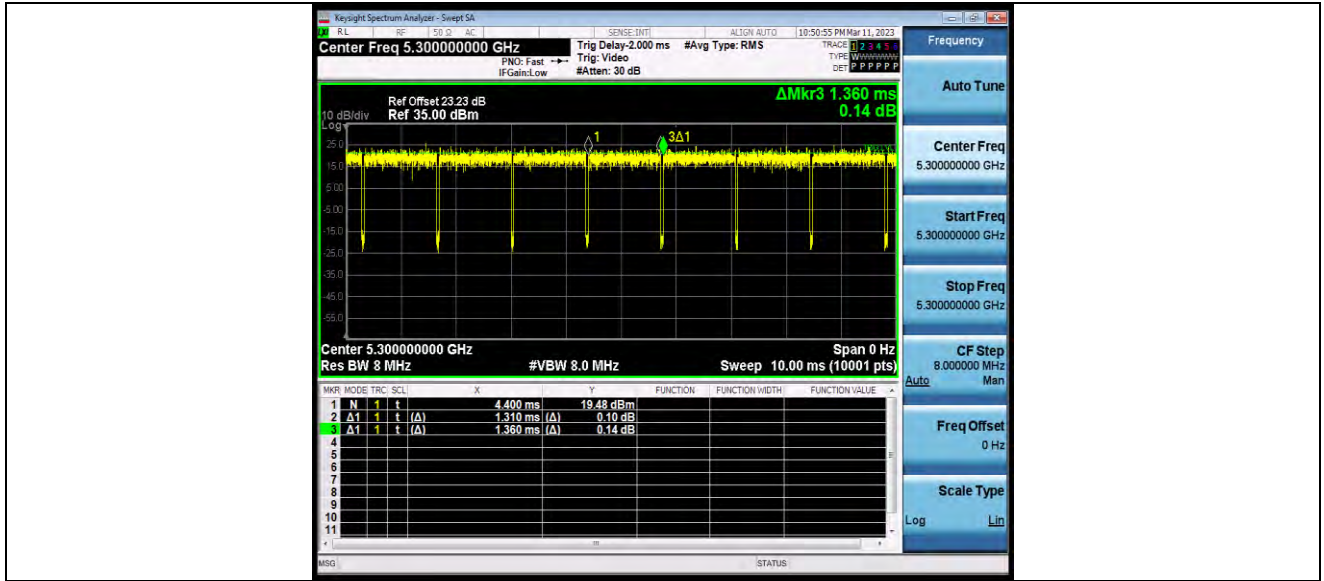 Keysight Spectrum Analyzer - Swept SA
RL RF 50 Ω AC SENSE:INT ALIGN AUTO 10:50:55 PM Mar 11, 2023
Center Freq 5.300000000 GHz Trig Delay-2.000 ms #Avg Type: RMS TRACE 1 2 3 4 5 6
PNO: Fast Trig: Video TYPE WWWWWW
IFGain:Low #Atten: 30 dB DET P P P P P P
ΔMkr3 1.360 ms
0.14 dB
Ref Offset 23.23 dB
10 dB/div Ref 35.00 dBm
Log
25.0
15.0
5.00
-5.00
-15.0
-25.0
-35.0
-45.0
-55.0
1
3Δ1
Center 5.300000000 GHz Span 0 Hz
Res BW 8 MHz #VBW 8.0 MHz Sweep 10.00 ms (10001 pts)
MKR MODE TRC SCL X Y FUNCTION FUNCTION WIDTH FUNCTION VALUE
1 N 1 t 4.400 ms 19.48 dBm
2 Δ1 1 t (Δ) 1.310 ms (Δ) 0.10 dB
3 Δ1 1 t (Δ) 1.360 ms (Δ) 0.14 dB
4
5
6
7
8
9
10
11
MSG STATUS
Frequency
Auto Tune
Center Freq
5.300000000 GHz
Start Freq
5.300000000 GHz
Stop Freq
5.300000000 GHz
CF Step
8.000000 MHz
Auto Man
Freq Offset
0 Hz
Scale Type
Log Lin